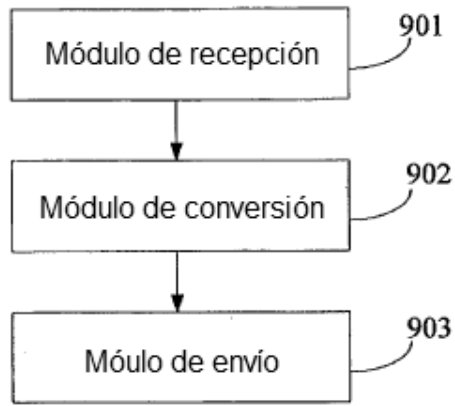 901
Módulo de recepción
902
Módulo de conversión
903
Móulo de envío